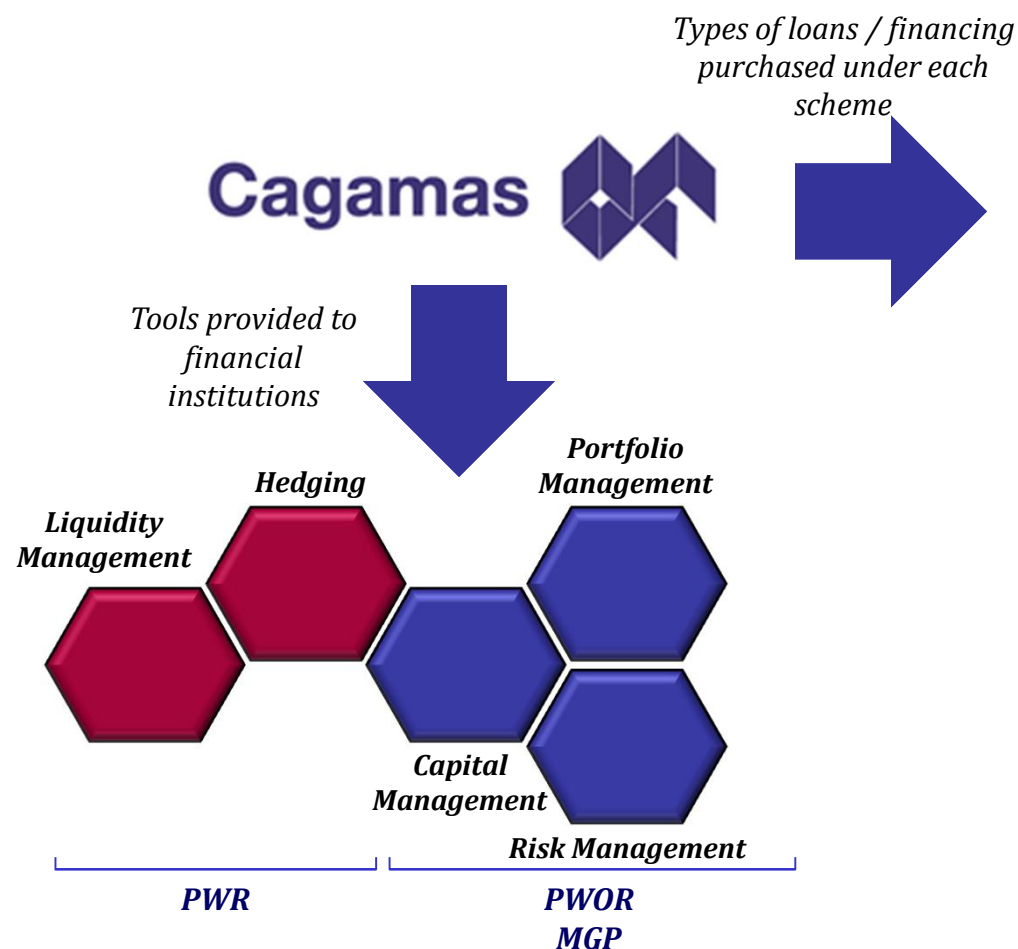 Types of loans / financing
purchased under each
scheme
Cagamas
Tools provided to
financial
institutions
Portfolio
Management
Hedging
Liquidity
Management
Capital
Management
Risk Management
PWR
PWOR
MGP